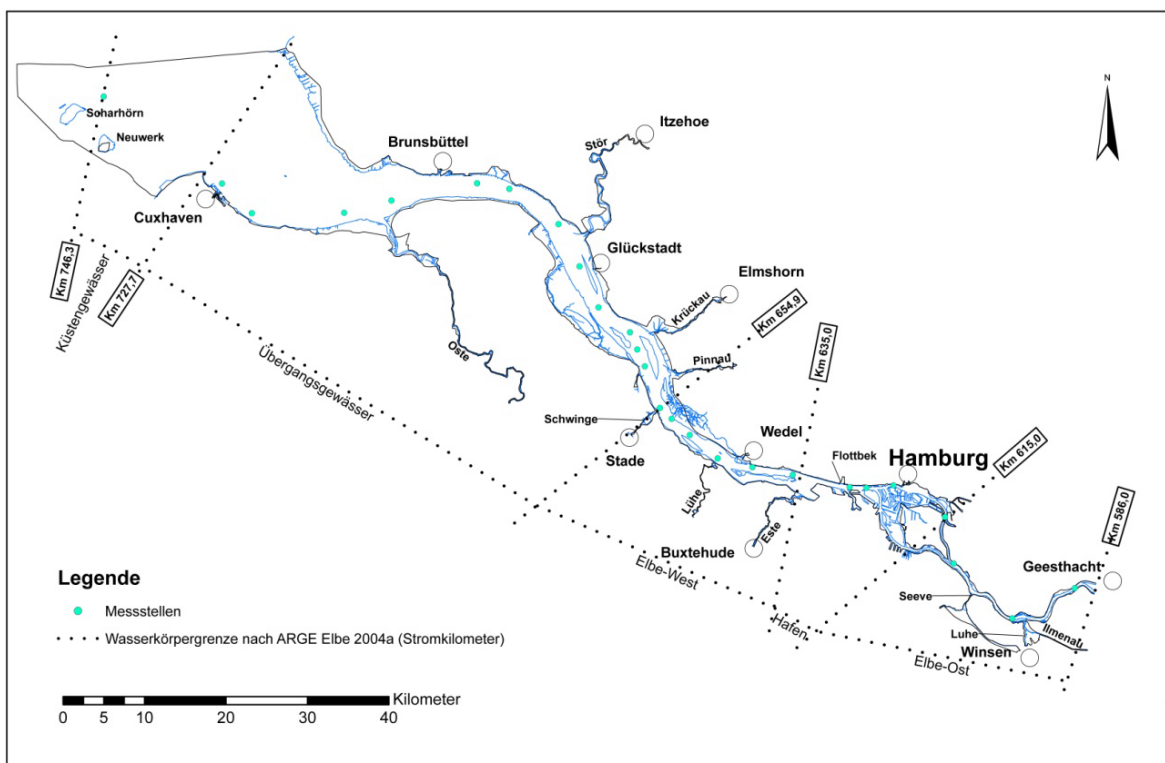 N
Itzehoe
Stör
Brunsbüttel
Scharhörn
Neuwerk
Cuxhaven
Glückstadt
Elmshorn
Krückau
Km 746,3
Km 727,7
Km 654,9
Km 635,0
Küstengewässer
Übergangsgewässer
Oste
Pinnau
Schwinge
Stade
Wedel
Lühe
Flottbek
Hamburg
Km 615,0
Km 586,0
Buxtehude
Este
Elbe-West
Hafen
Elbe-Ost
Geesthacht
Seeve
Luhe
Ilmenau
Winsen
Legende
Messstellen
Wasserkörpergrenze nach ARGE Elbe 2004a (Stromkilometer)
Kilometer
0 5 10 20 30 40